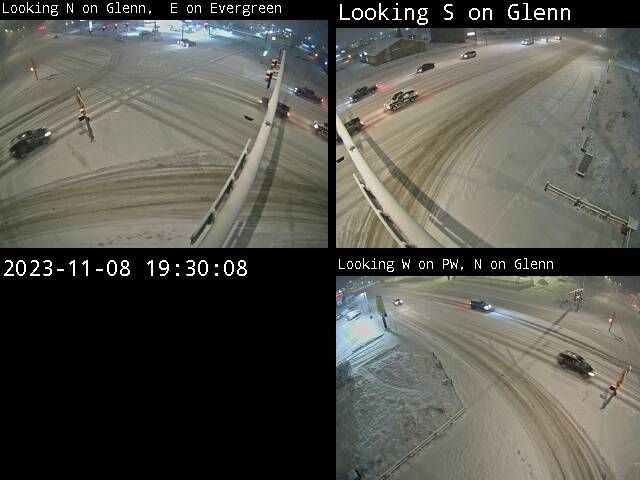 Looking N on Glenn,  E on Evergreen
Looking S on Glenn
2023-11-08 19:30:08
Looking W on PW, N on Glenn